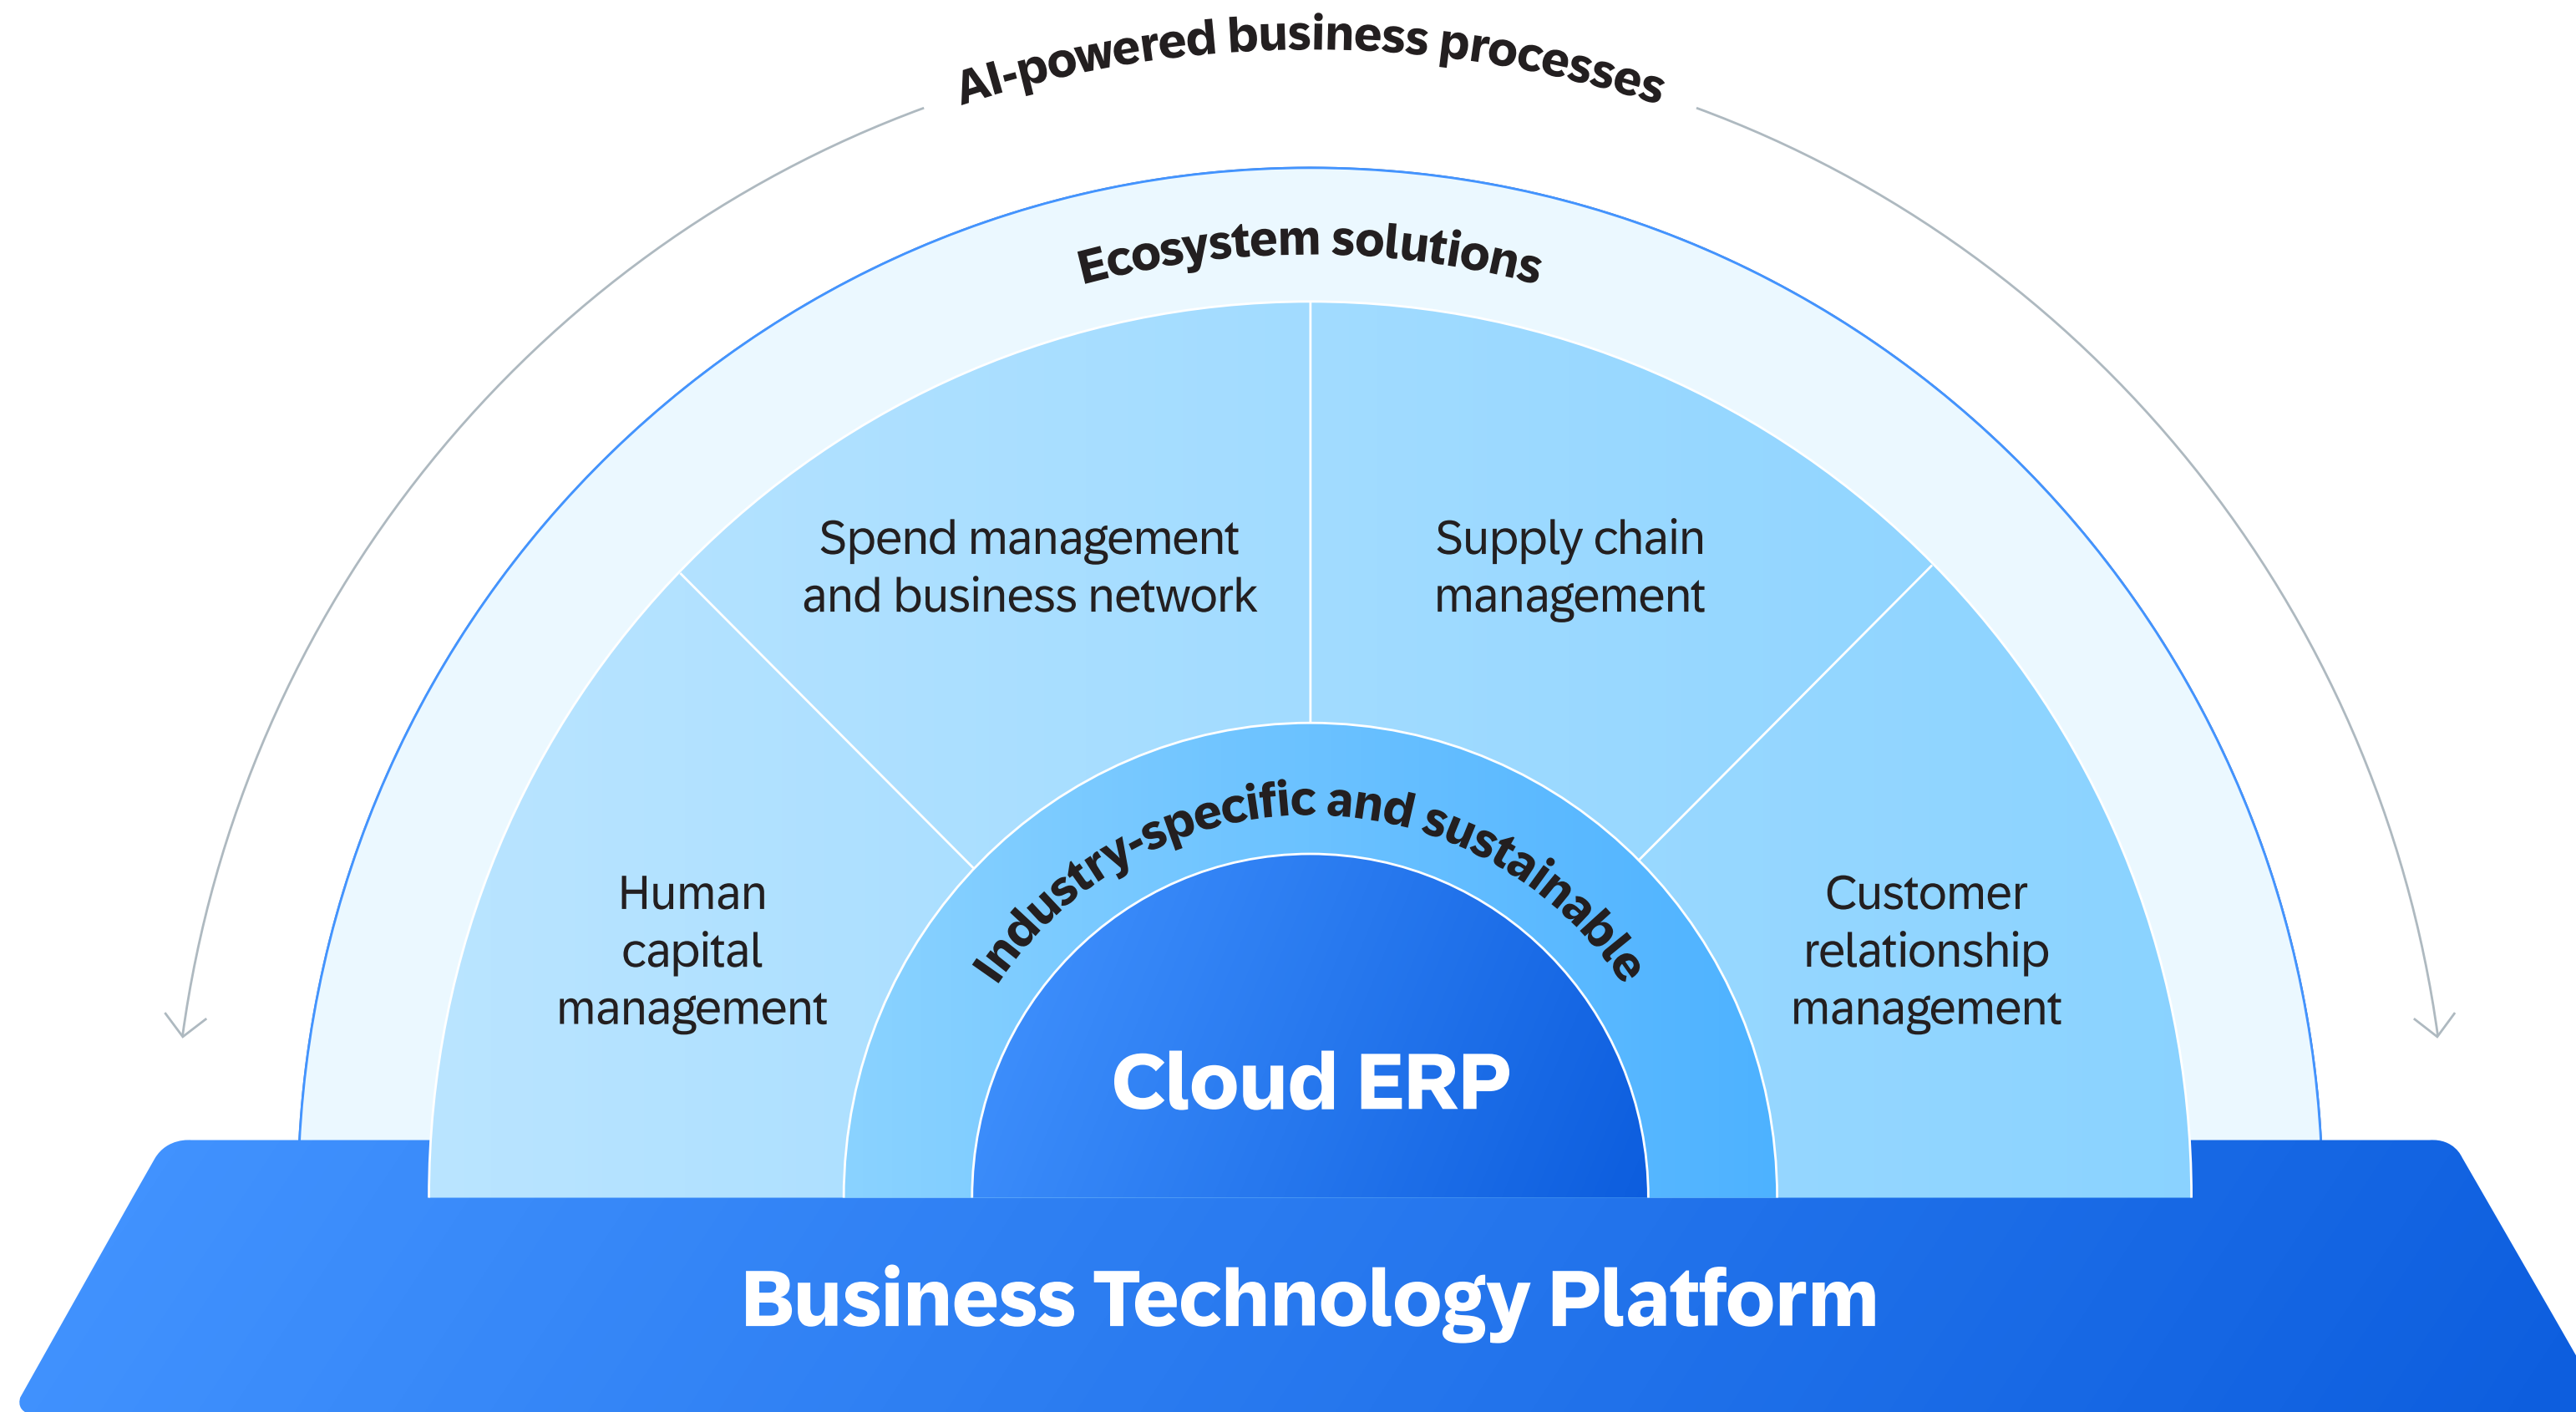 AI-powered business processes
Ecosystem solutions
Spend management
and business network
Supply chain
management
Human
capital
management
Industry-specific and sustainable
Customer
relationship
management
Cloud ERP
Business Technology Platform